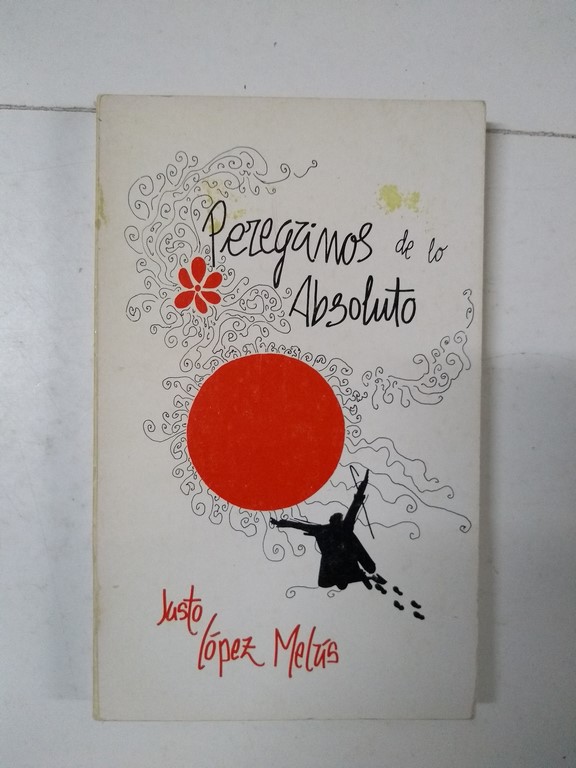 Peregrinos de lo
Absoluto
Justo
López Melús